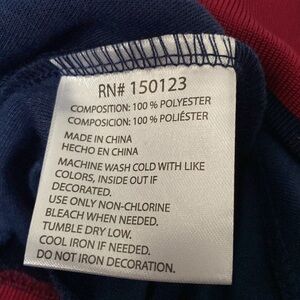 RN# 150123
COMPOSITION: 100 % POLYESTER
COMPOSICION: 100 % POLIÉSTER
MADE IN CHINA
HECHO EN CHINA
MACHINE WASH COLD WITH LIKE
COLORS, INSIDE OUT IF
DECORATED.
USE ONLY NON-CHLORINE
BLEACH WHEN NEEDED.
TUMBLE DRY LOW.
COOL IRON IF NEEDED.
DO NOT IRON DECORATION.